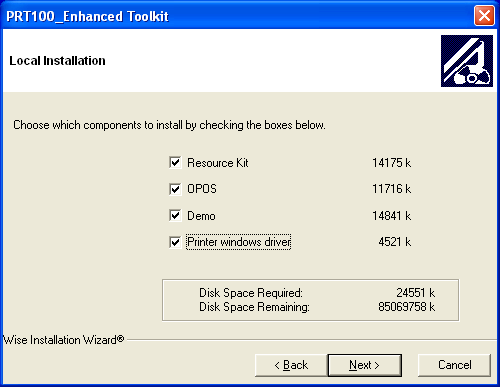 PRT100_Enhanced Toolkit
Local Installation
Choose which components to install by checking the boxes below.
Resource Kit 14175 k
OPOS 11716 k
Demo 14841 k
Printer windows driver 4521 k
Disk Space Required: 24551 k
Disk Space Remaining: 85069758 k
Wise Installation Wizard®
< Back Next > Cancel